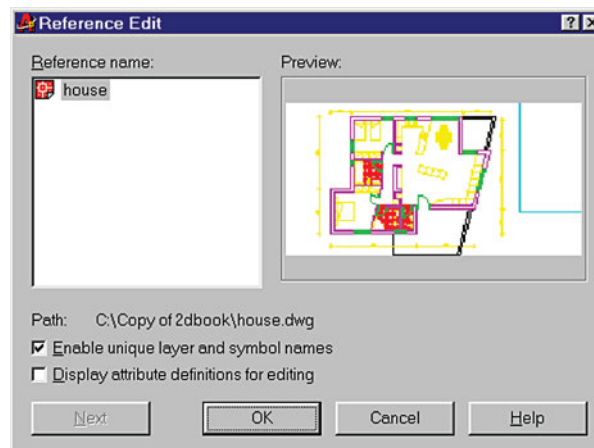 Reference Edit
Reference name:
house
Preview:
Path: C:\Copy of 2dbook\house.dwg
Enable unique layer and symbol names
Display attribute definitions for editing
Next OK Cancel Help